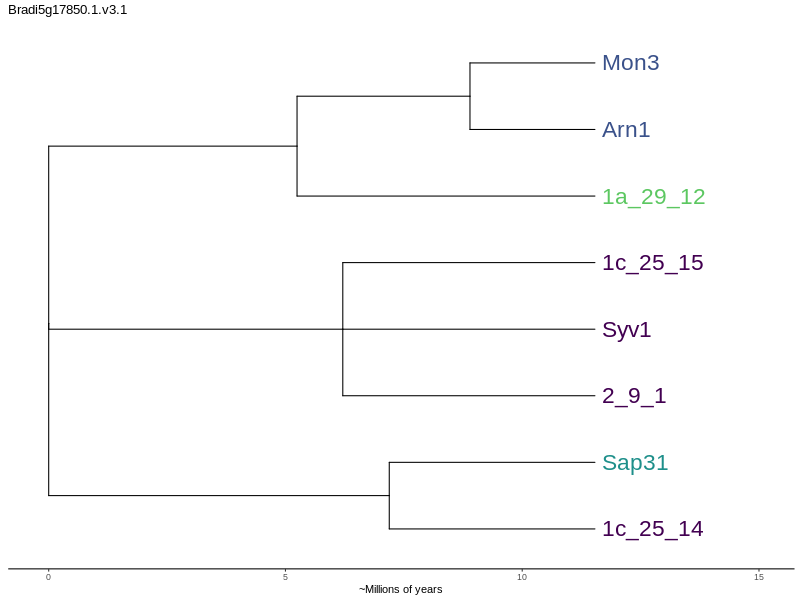 Bradi5g17850.1.v3.1
Mon3
Arn1
1a_29_12
1c_25_15
Syv1
2_9_1
Sap31
1c_25_14
0 5 10 15
~Millions of years